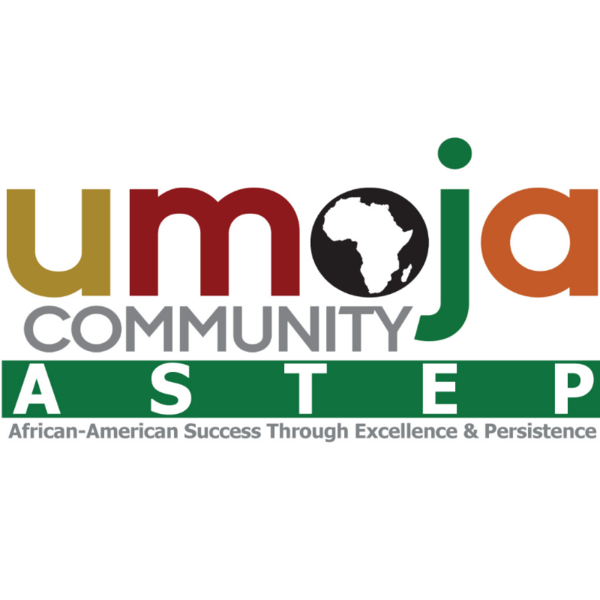 umoja
COMMUNITY
ASTEP
African-American Success Through Excellence & Persistence